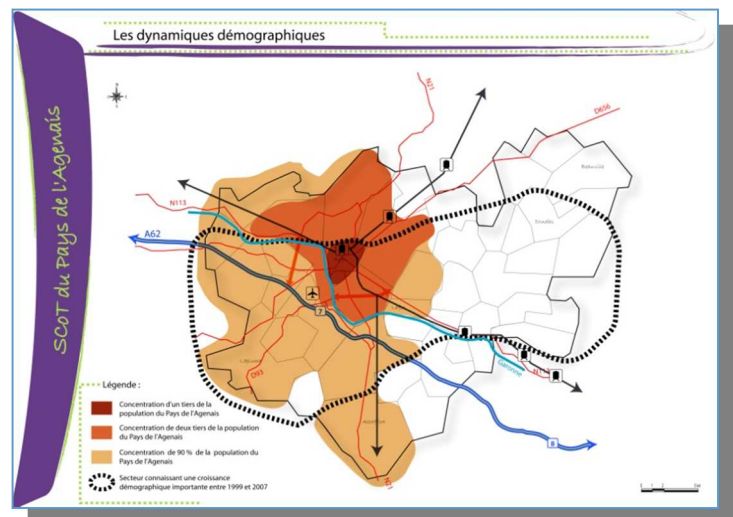 Les dynamiques démographiques
SCoT du Pays de l'Agenais
N21
D656
N113
A62
7
D93
Garonne
N113
8
N21
Légende :
Concentration d'un tiers de la
population du Pays de l'Agenais
Concentration de deux tiers de la population
du Pays de l'Agenais
Concentration de 90 % de la population du
Pays de l'Agenais
Secteur connaissant une croissance
démographique importante entre 1999 et 2007